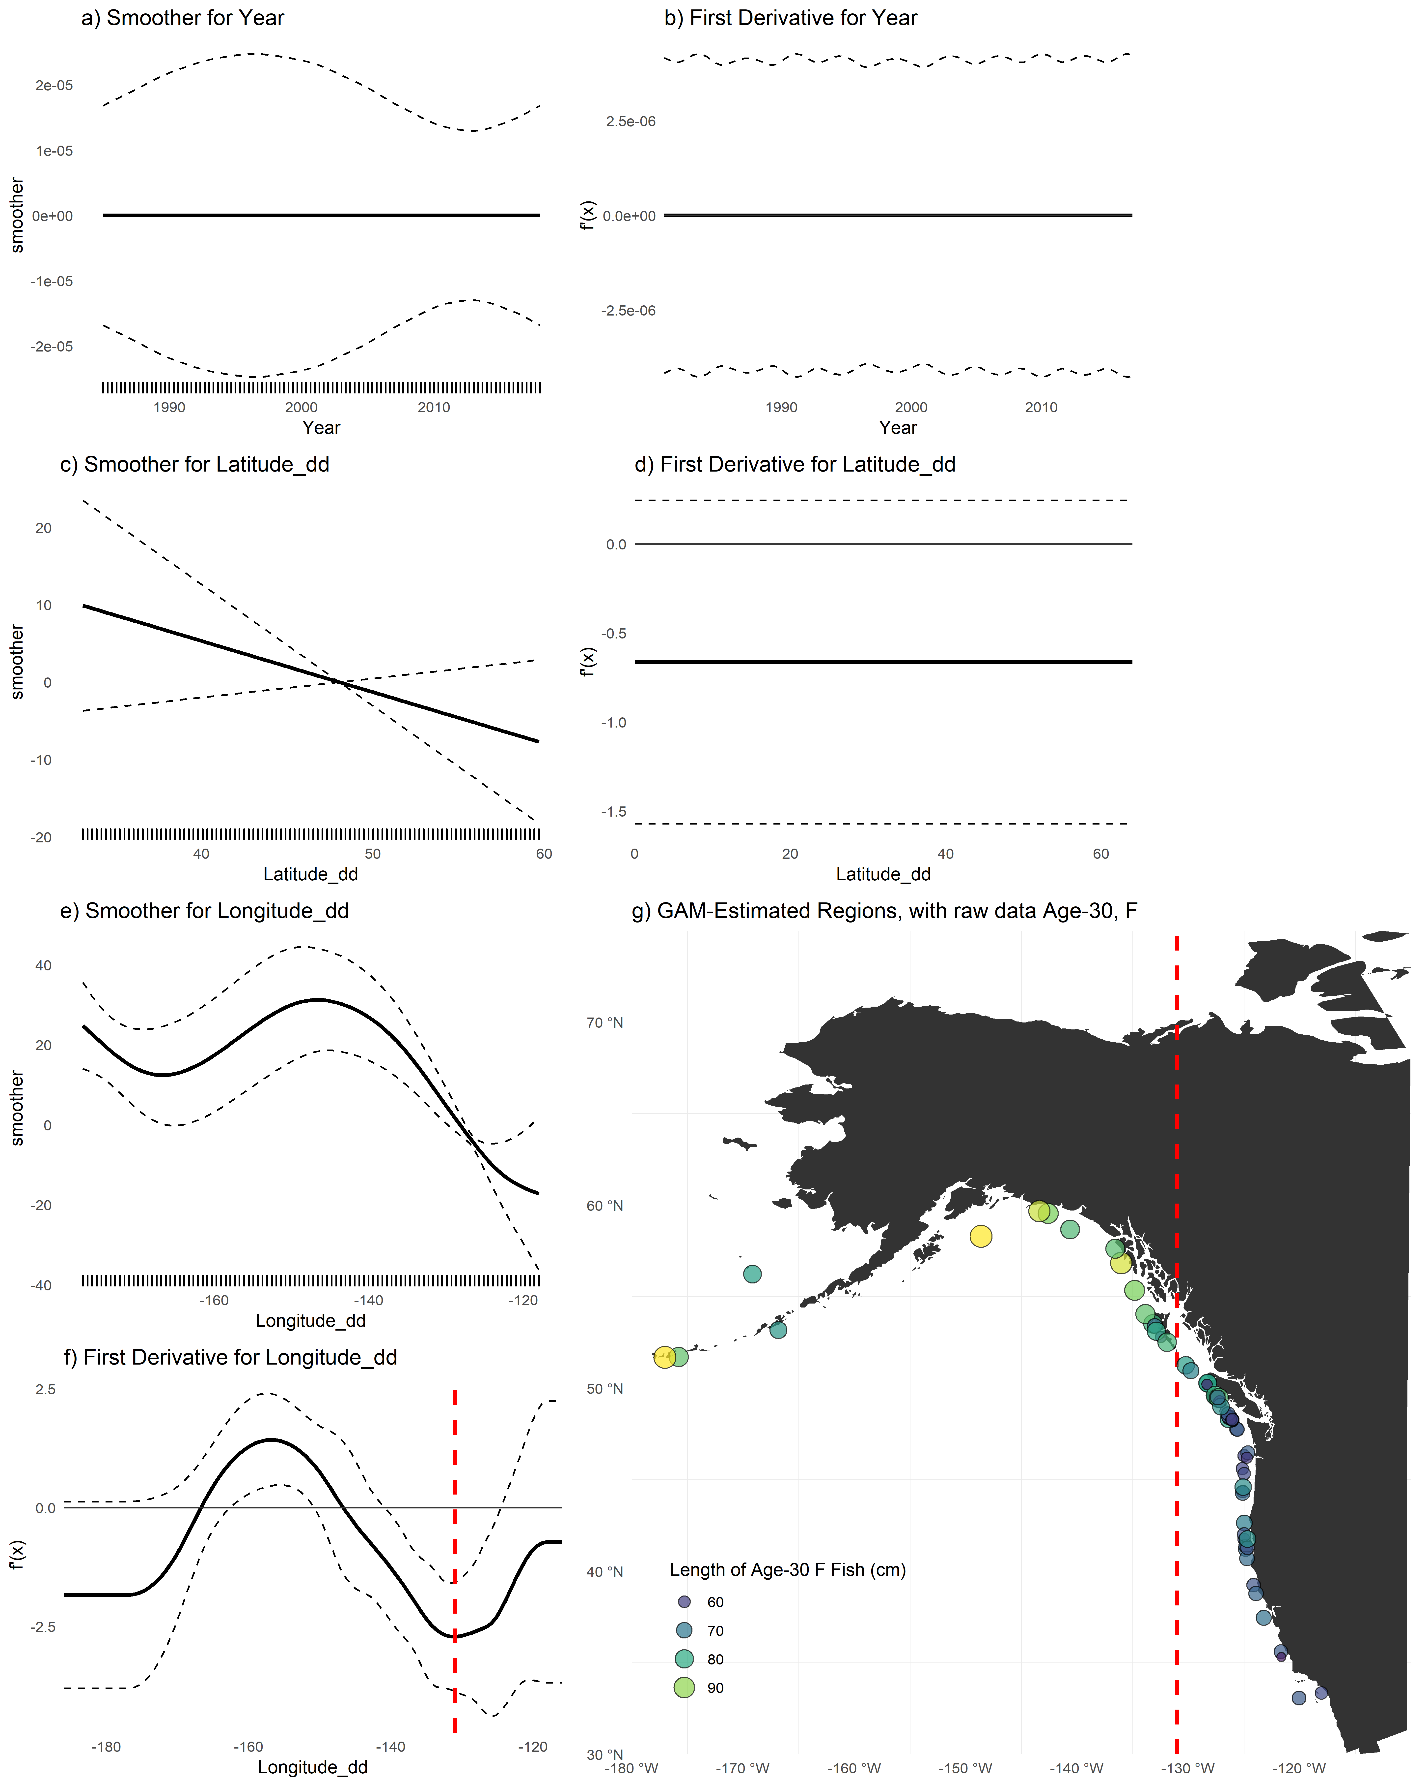 a) Smoother for Year
smoother
2e-05
1e-05
0e+00
-1e-05
-2e-05
1990 2000 2010
Year
b) First Derivative for Year
f'(x)
2.5e-06
0.0e+00
-2.5e-06
1990 2000 2010
Year
c) Smoother for Latitude_dd
smoother
20
10
0
-10
-20
40 50 60
Latitude_dd
d) First Derivative for Latitude_dd
f'(x)
0.0
-0.5
-1.0
-1.5
0 20 40 60
Latitude_dd
e) Smoother for Longitude_dd
smoother
40
20
0
-20
-40
-160 -140 -120
Longitude_dd
f) First Derivative for Longitude_dd
f'(x)
2.5
0.0
-2.5
-180 -160 -140 -120
Longitude_dd
g) GAM-Estimated Regions, with raw data Age-30, F
70 °N
60 °N
50 °N
40 °N
30 °N
Length of Age-30 F Fish (cm)
60
70
80
90
-180 °W -170 °W -160 °W -150 °W -140 °W -130 °W -120 °W